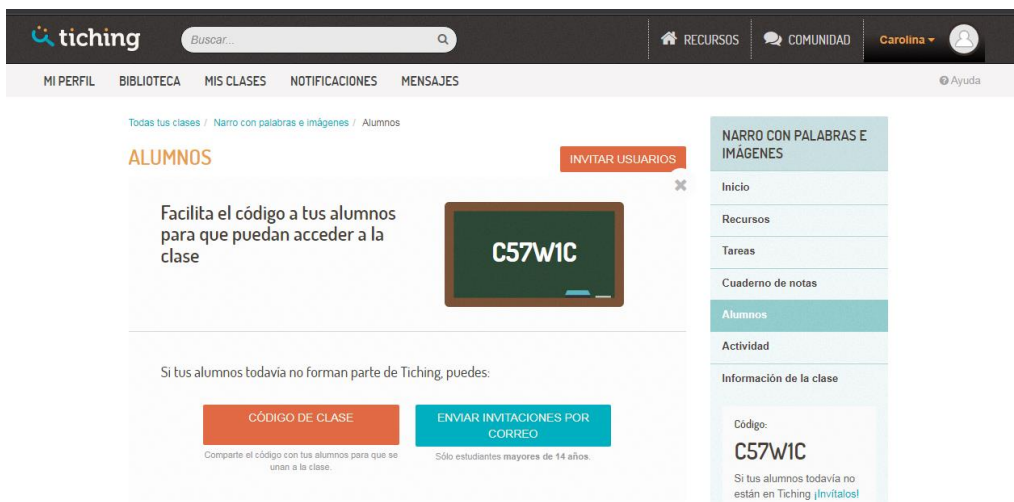 tiching
Buscar...
RECURSOS
COMUNIDAD
Carolina
MI PERFIL BIBLIOTECA MIS CLASES NOTIFICACIONES MENSAJES
Ayuda
Todas tus clases / Narro con palabras e imágenes / Alumnos
ALUMNOS
INVITAR USUARIOS
Facilita el código a tus alumnos
para que puedan acceder a la
clase
C57W1C
Si tus alumnos todavía no forman parte de Tiching, puedes:
CÓDIGO DE CLASE
Comparte el código con tus alumnos para que se
unan a la clase.
ENVIAR INVITACIONES POR
CORREO
Sólo estudiantes mayores de 14 años.
NARRO CON PALABRAS E
IMÁGENES
Inicio
Recursos
Tareas
Cuaderno de notas
Alumnos
Actividad
Información de la clase
Código:
C57W1C
Si tus alumnos todavía no
están en Tiching ¡Invítalos!